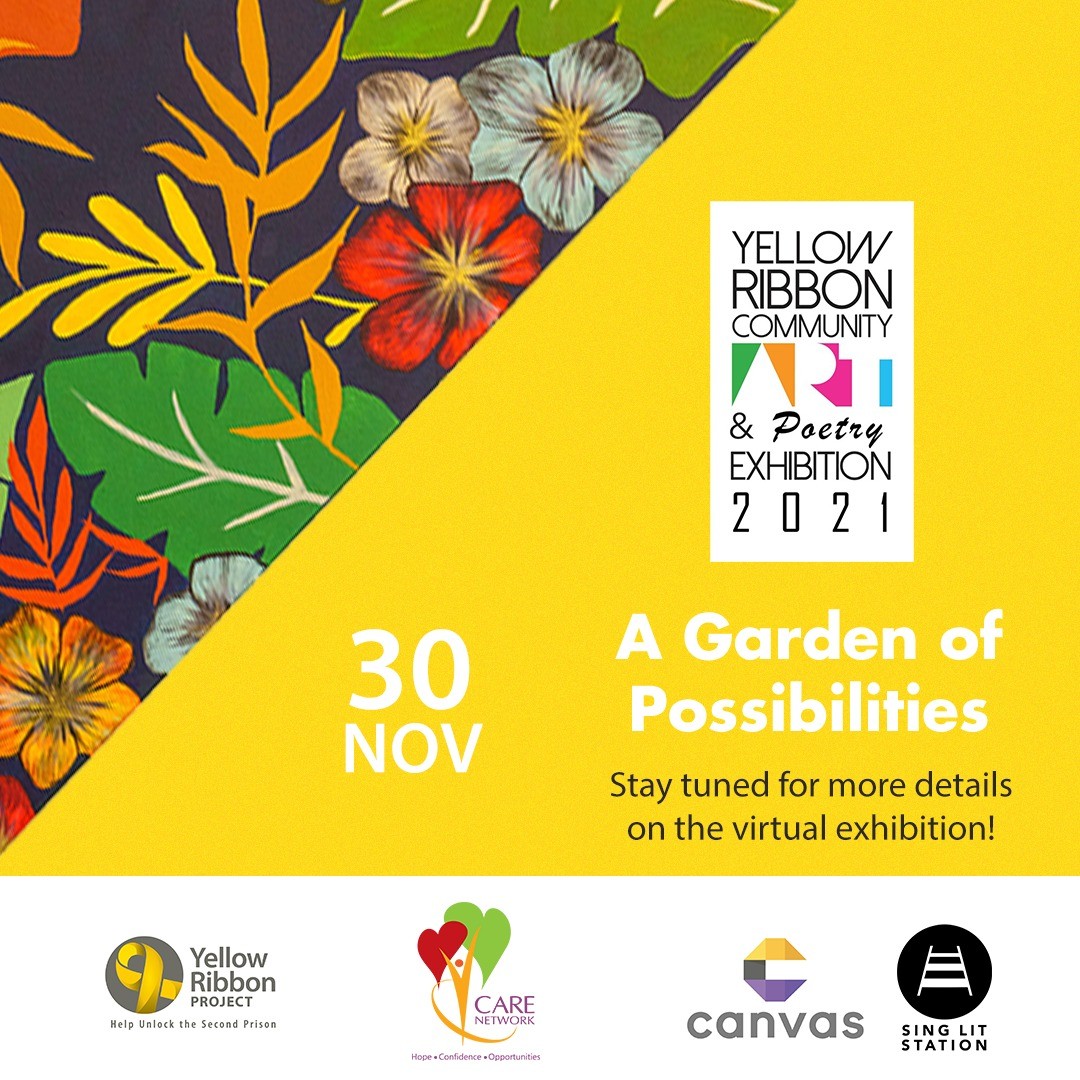 YELLOW
RIBBON
COMMUNITY
ART
& Poetry
EXHIBITION
2021
30
NOV
A Garden of
Possibilities
Stay tuned for more details
on the virtual exhibition!
Yellow
Ribbon
PROJECT
Help Unlock the Second Prison
CARE
NETWORK
Hope • Confidence • Opportunities
canvas
SING LIT
STATION